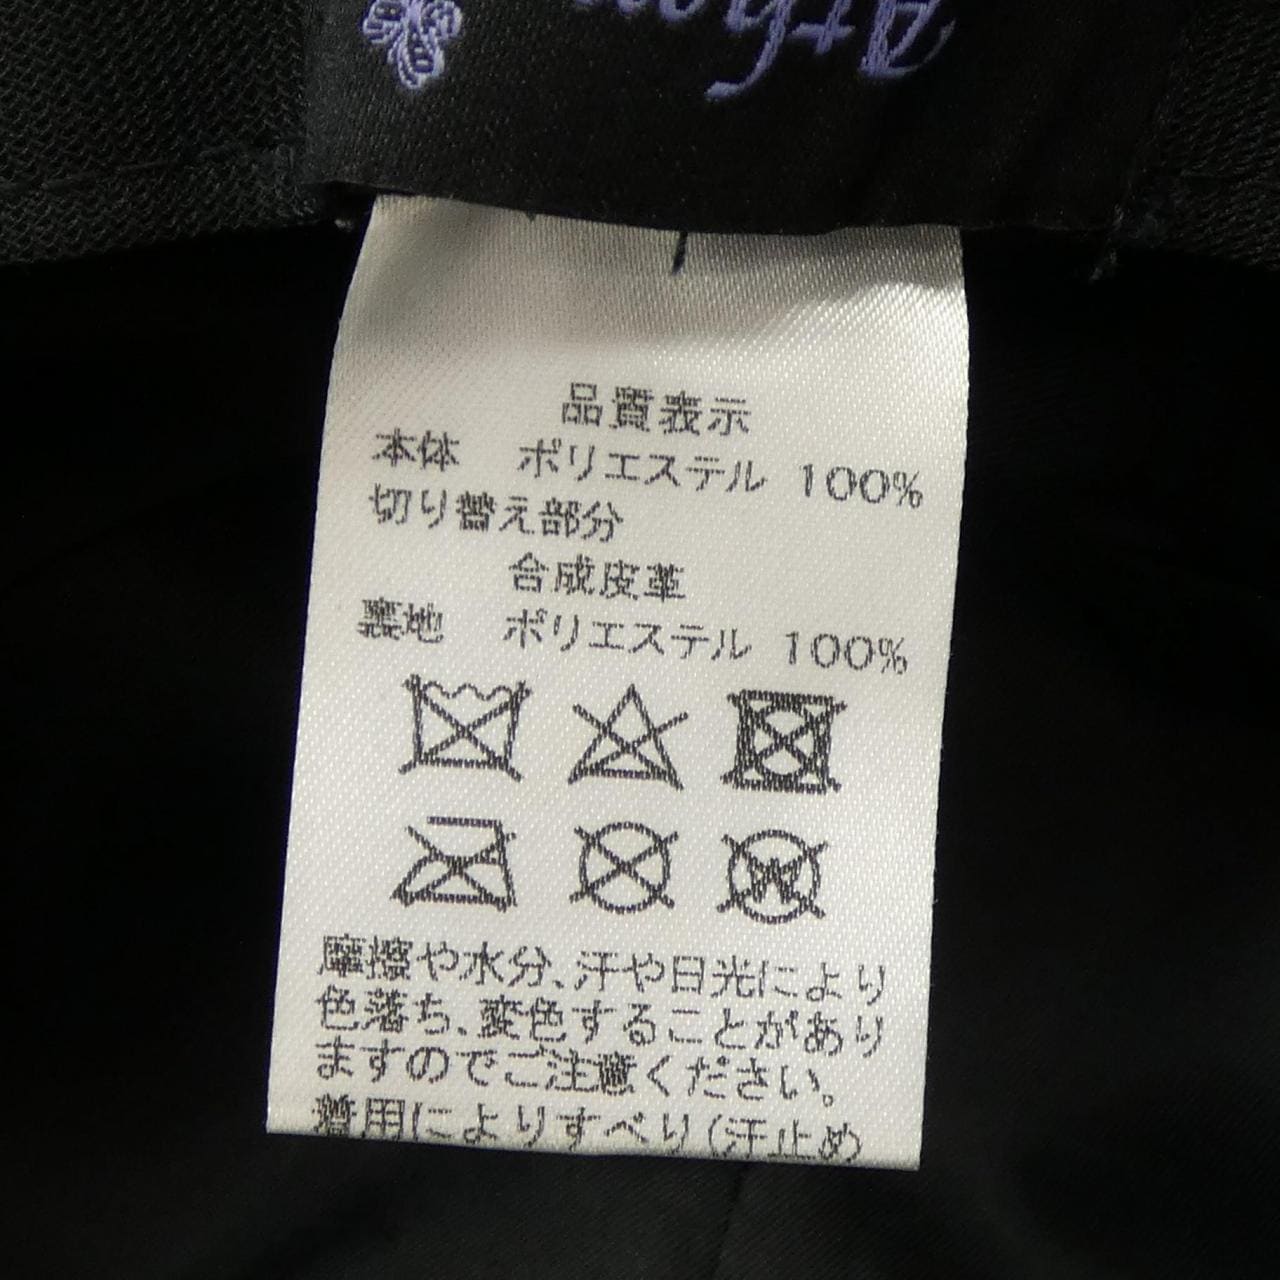 品質表示
本体 ポリエステル 100%
切り替え部分
合成皮革
裏地 ポリエステル 100%
W
摩擦や水分、汗や日光により
色落ち、変色することがあり
ますのでご注意ください。
着用によりすべり(汗止め